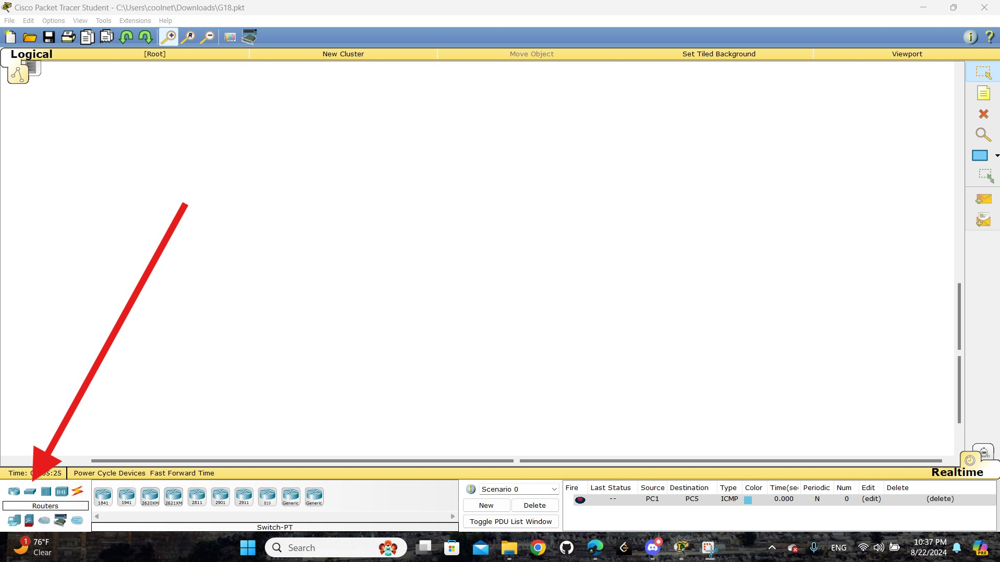 Cisco Packet Tracer Student - C:\Users\coolnet\Downloads\G18.pkt
File Edit Options View Tools Extensions Help
Logical [Root] New Cluster Move Object Set Tiled Background Viewport
Time: 05:25 Power Cycle Devices Fast Forward Time Realtime
Routers
1841 1941 2620XM 2621XM 2811 2901 2911 819 Generic Generic
Switch-PT
Scenario 0
New Delete
Toggle PDU List Window
Fire Last Status Source Destination Type Color Time(se Periodic Num Edit Delete
-- PC1 PC5 ICMP 0.000 N 0 (edit) (delete)
1 76°F
Clear
Search
ENG
10:37 PM
8/22/2024
PRE